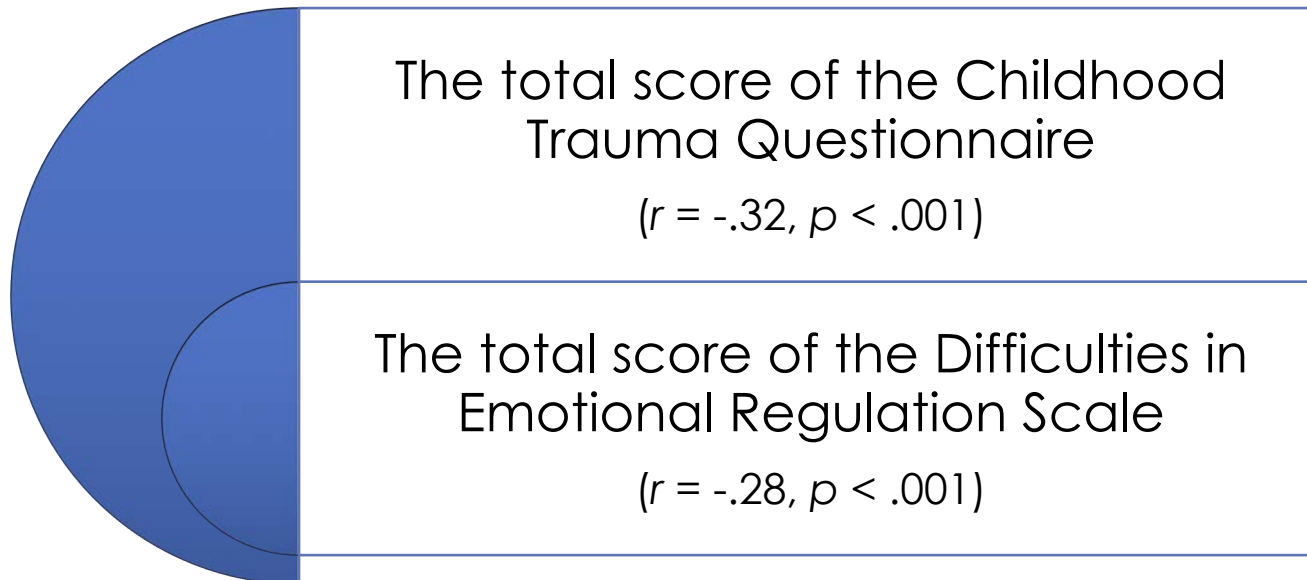 The total score of the Childhood
Trauma Questionnaire
(r = -.32, p < .001)
The total score of the Difficulties in
Emotional Regulation Scale
(r = -.28, p < .001)